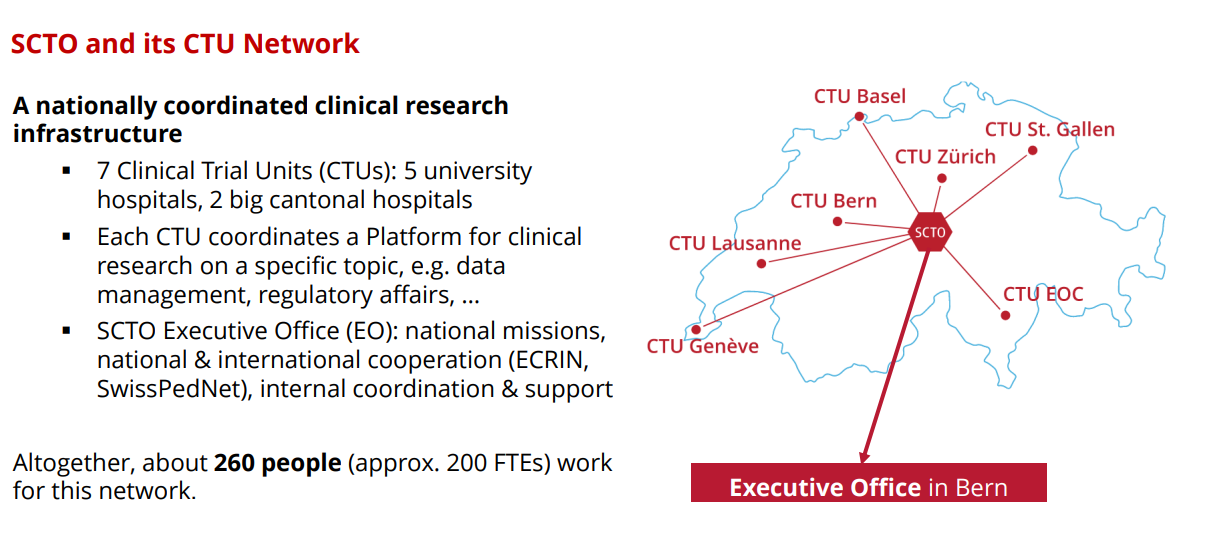 SCTO and its CTU Network
A nationally coordinated clinical research
infrastructure
▪ 7 Clinical Trial Units (CTUs): 5 university
hospitals, 2 big cantonal hospitals
▪ Each CTU coordinates a Platform for clinical
research on a specific topic, e.g. data
management, regulatory affairs, ...
▪ SCTO Executive Office (EO): national missions,
national & international cooperation (ECRIN,
SwissPedNet), internal coordination & support
Altogether, about 260 people (approx. 200 FTEs) work
for this network.
CTU Basel
CTU St. Gallen
CTU Zürich
CTU Bern
SCTO
CTU Lausanne
CTU EOC
CTU Genève
Executive Office in Bern